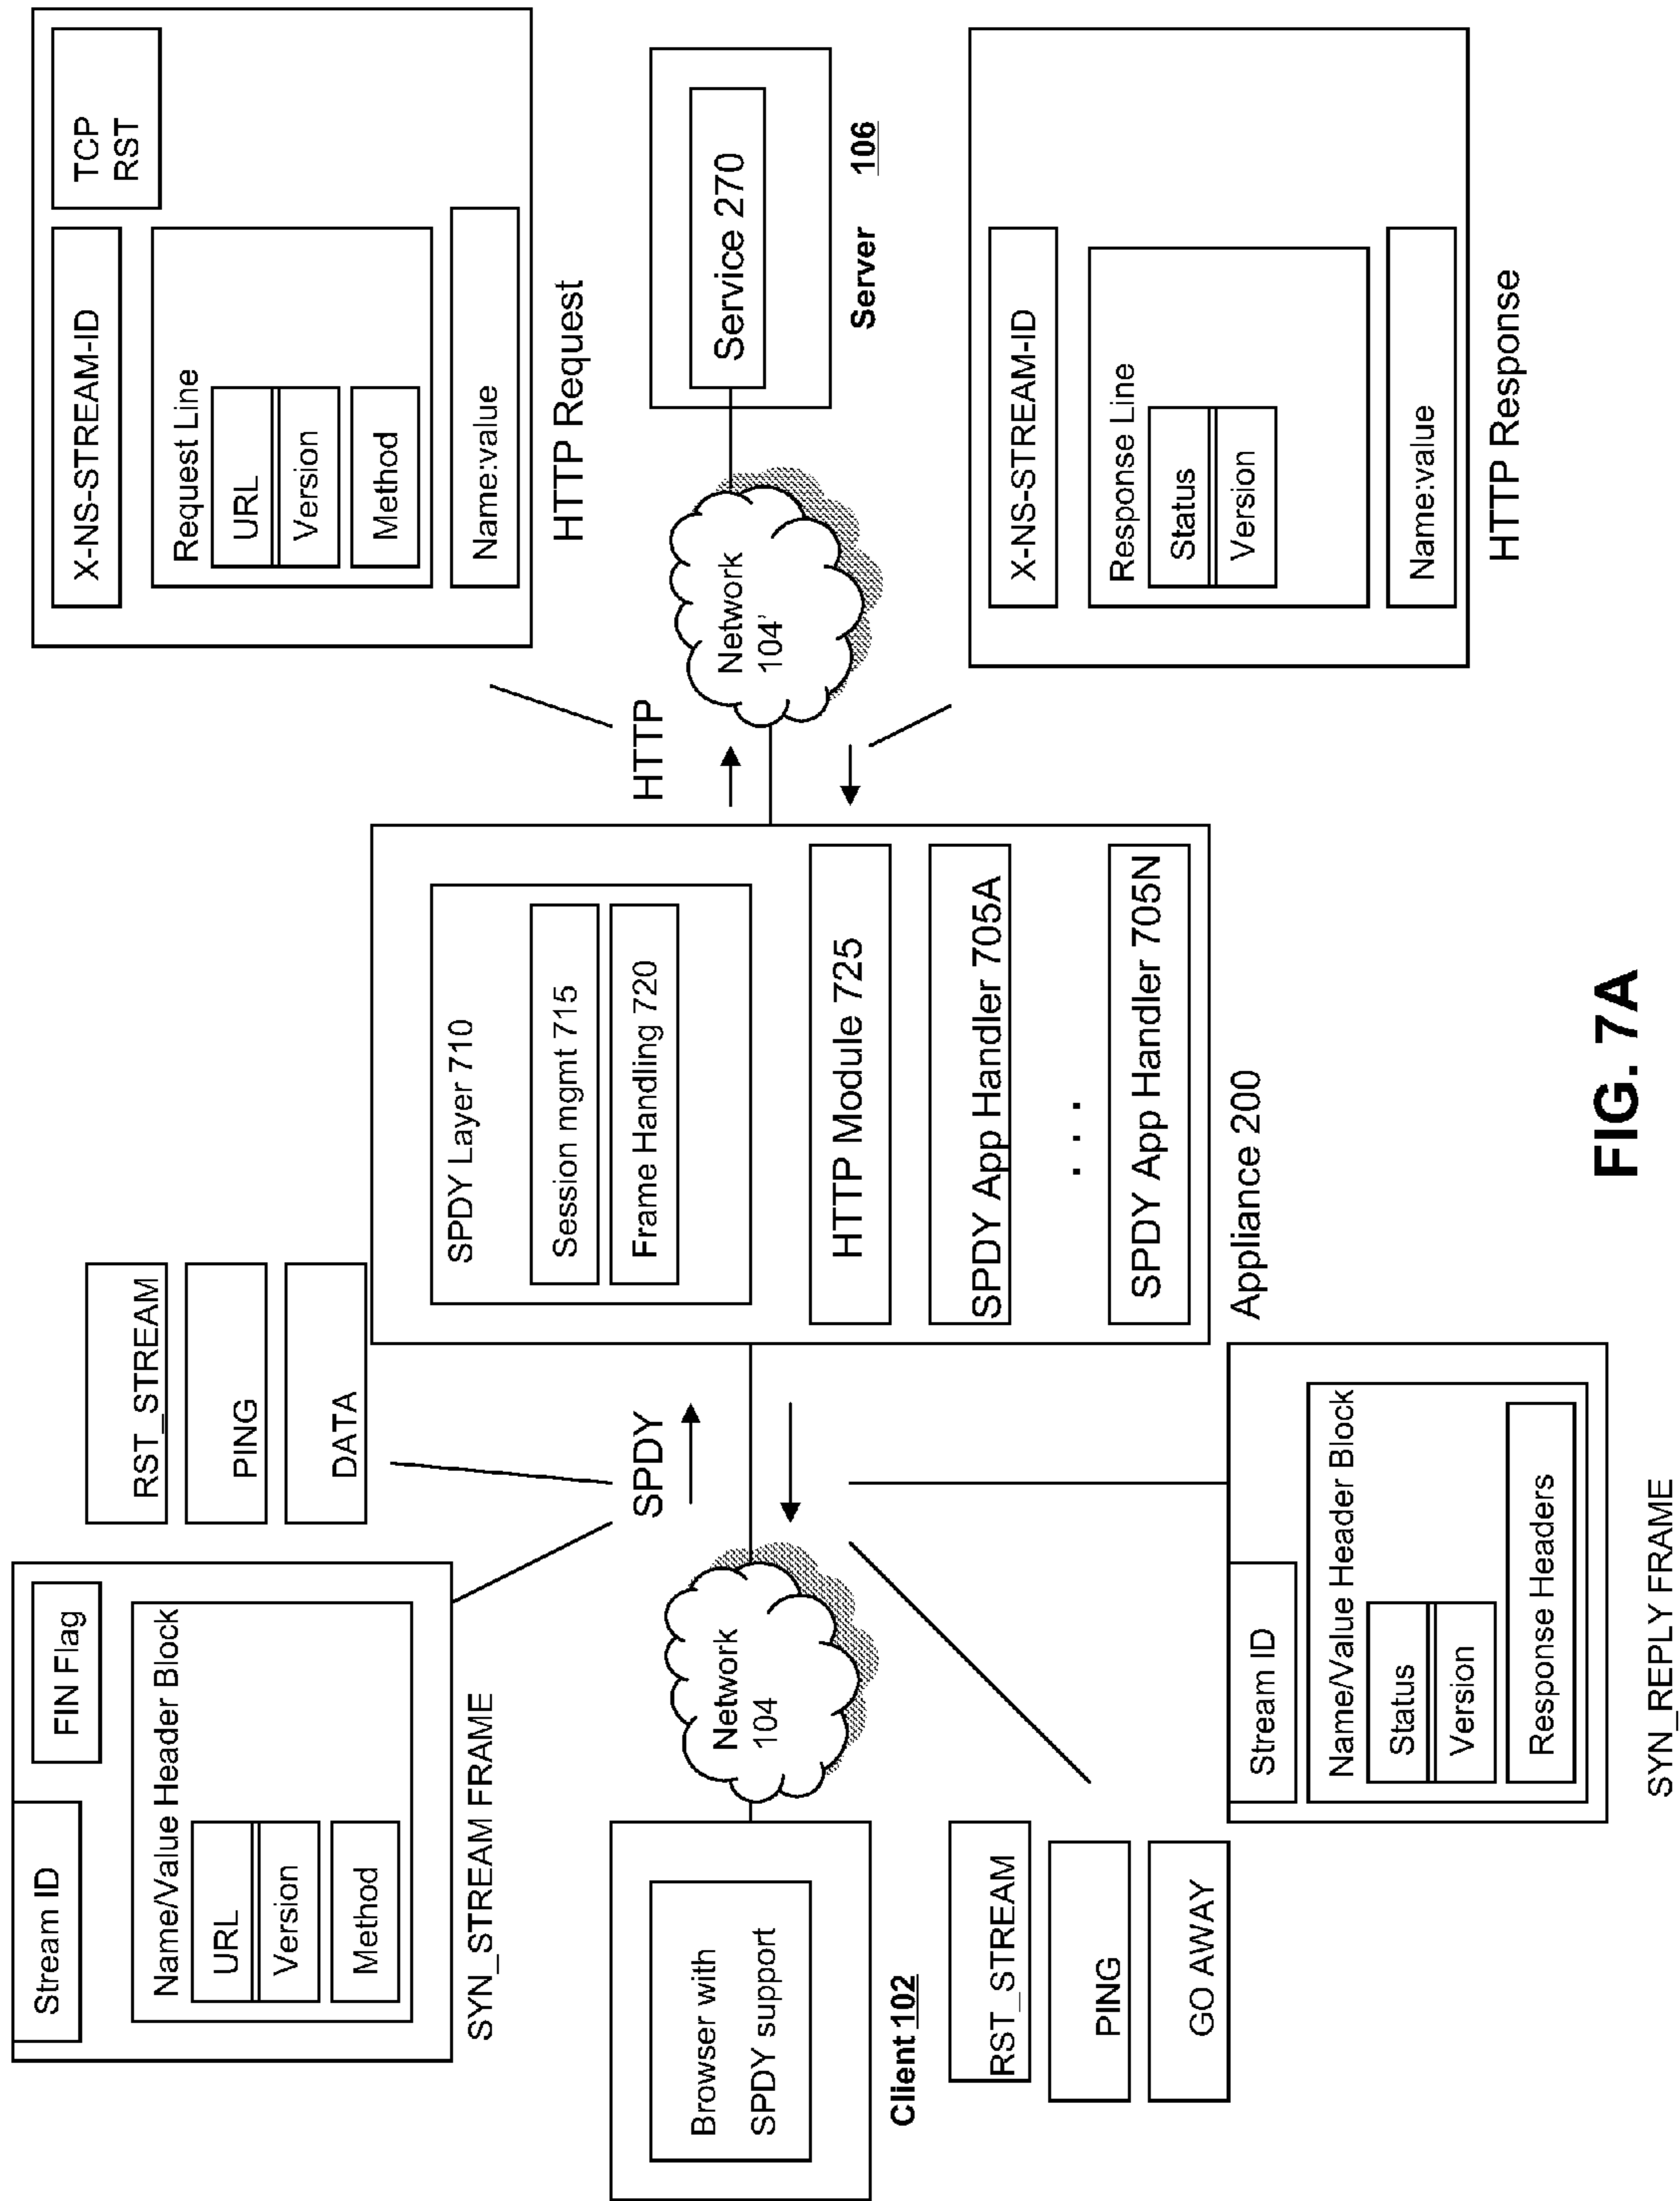 Stream ID
FIN Flag
Name/Value Header Block
URL
Version
Method
SYN_STREAM FRAME
RST_STREAM
PING
DATA
SPDY
X-NS-STREAM-ID
TCP
RST
Request Line
URL
Version
Method
Name:value
HTTP Request
HTTP
Browser with
SPDY support
Client 102
Network
104
SPDY Layer 710
Session mgmt 715
Frame Handling 720
HTTP Module 725
SPDY App Handler 705A
. . .
SPDY App Handler 705N
Appliance 200
Network
104'
Service 270
Server 106
RST_STREAM
PING
GO AWAY
Stream ID
Name/Value Header Block
Status
Version
Response Headers
SYN_REPLY FRAME
X-NS-STREAM-ID
Response Line
Status
Version
Name:value
HTTP Response
FIG. 7A